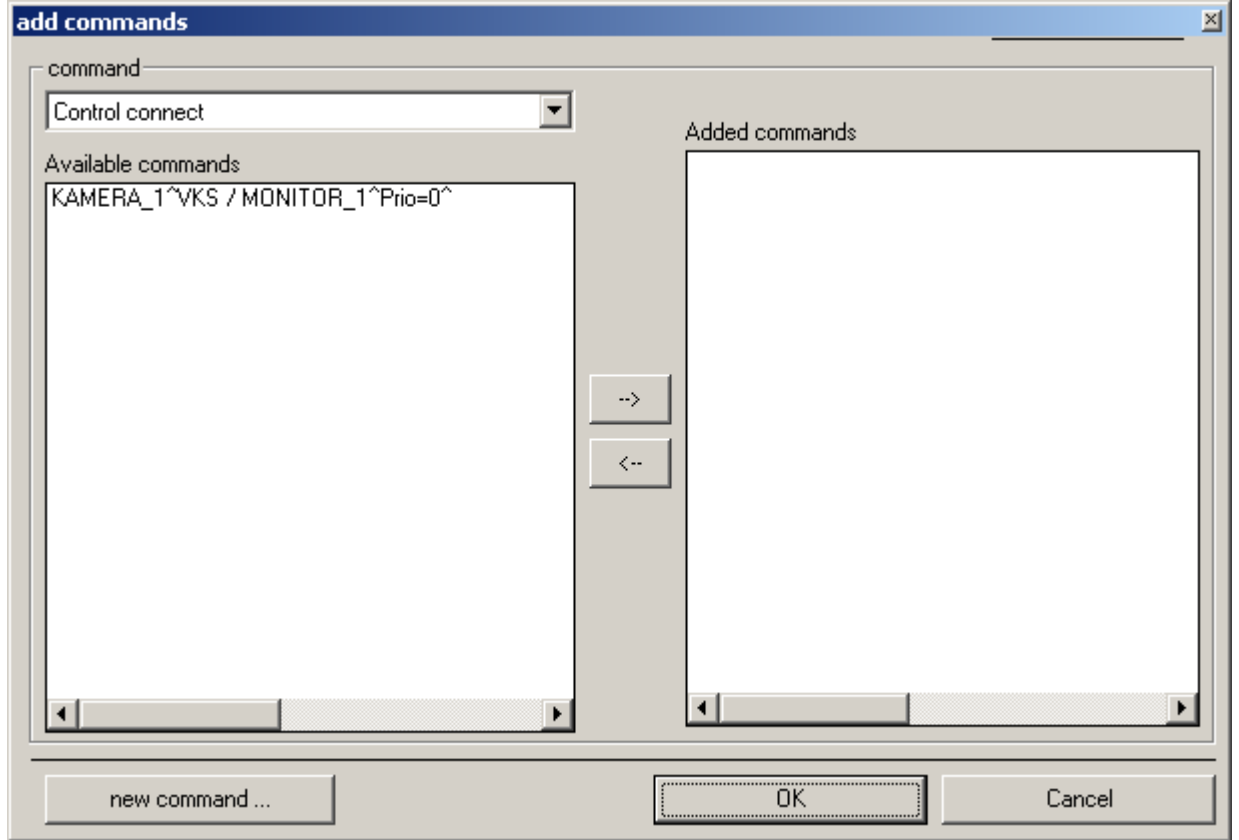 add commands
command
Control connect
Available commands
KAMERA_1^VKS / MONITOR_1^Prio=0^
Added commands
-->
<--
new command ...
OK
Cancel